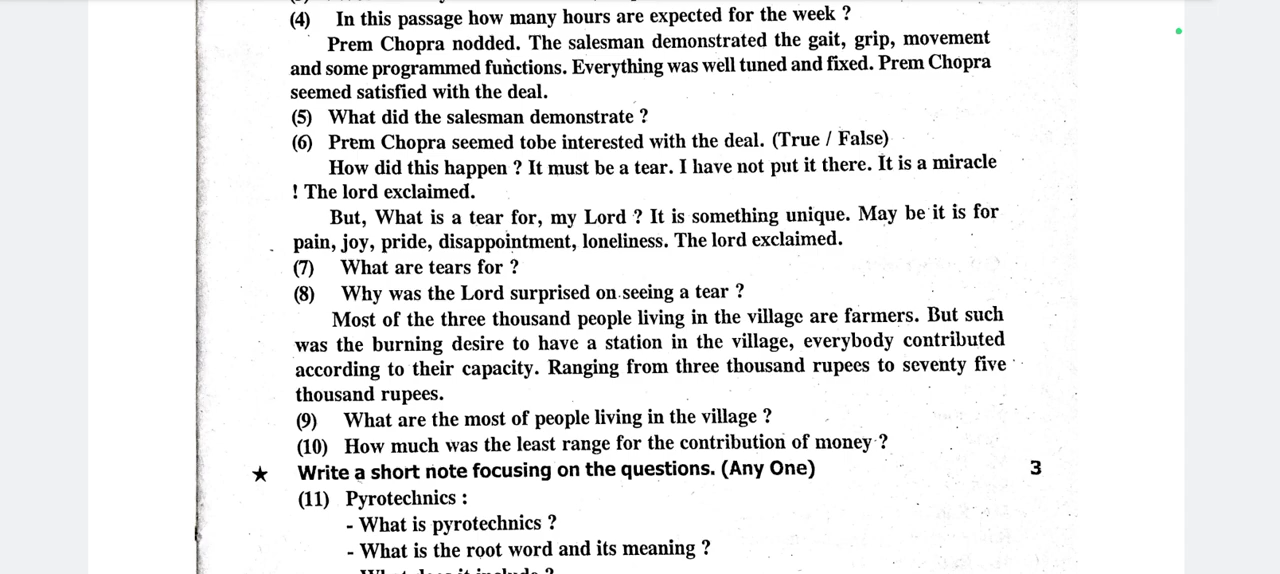 (4) In this passage how many hours are expected for the week ?
Prem Chopra nodded. The salesman demonstrated the gait, grip, movement
and some programmed functions. Everything was well tuned and fixed. Prem Chopra
seemed satisfied with the deal.
(5) What did the salesman demonstrate ?
(6) Prem Chopra seemed tobe interested with the deal. (True / False)
How did this happen ? It must be a tear. I have not put it there. It is a miracle
! The lord exclaimed.
But, What is a tear for, my Lord ? It is something unique. May be it is for
pain, joy, pride, disappointment, loneliness. The lord exclaimed.
(7) What are tears for ?
(8) Why was the Lord surprised on seeing a tear ?
Most of the three thousand people living in the village are farmers. But such
was the burning desire to have a station in the village, everybody contributed
according to their capacity. Ranging from three thousand rupees to seventy five
thousand rupees.
(9) What are the most of people living in the village ?
(10) How much was the least range for the contribution of money ?
★ Write a short note focusing on the questions. (Any One) 3
(11) Pyrotechnics :
- What is pyrotechnics ?
- What is the root word and its meaning ?